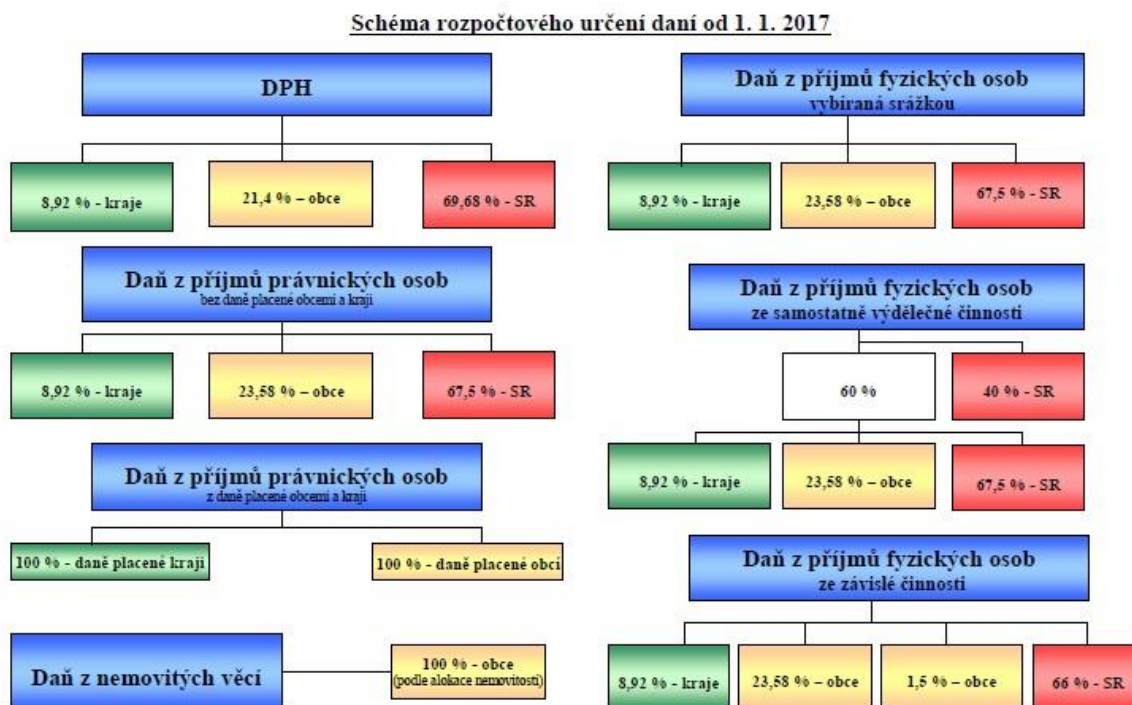 Schéma rozpočtového určení daní od 1. 1. 2017
DPH
8,92 % - kraje
21,4 % – obce
69,68 % - SR
Daň z příjmů fyzických osob
vybíraná srážkou
8,92 % - kraje
23,58 % – obce
67,5 % - SR
Daň z příjmů právnických osob
bez daně placené obcemi a kraji
8,92 % - kraje
23,58 % – obce
67,5 % - SR
Daň z příjmů fyzických osob
ze samostatně výdělečné činnosti
60 %
40 % - SR
8,92 % - kraje
23,58 % – obce
67,5 % - SR
Daň z příjmů právnických osob
z daně placené obcemi a kraji
100 % - daně placené kraji
100 % - daně placené obcí
Daň z příjmů fyzických osob
ze závislé činnosti
8,92 % - kraje
23,58 % – obce
1,5 % – obce
66 % - SR
Daň z nemovitých věcí
100 % - obce
(podle alokace nemovitostí)